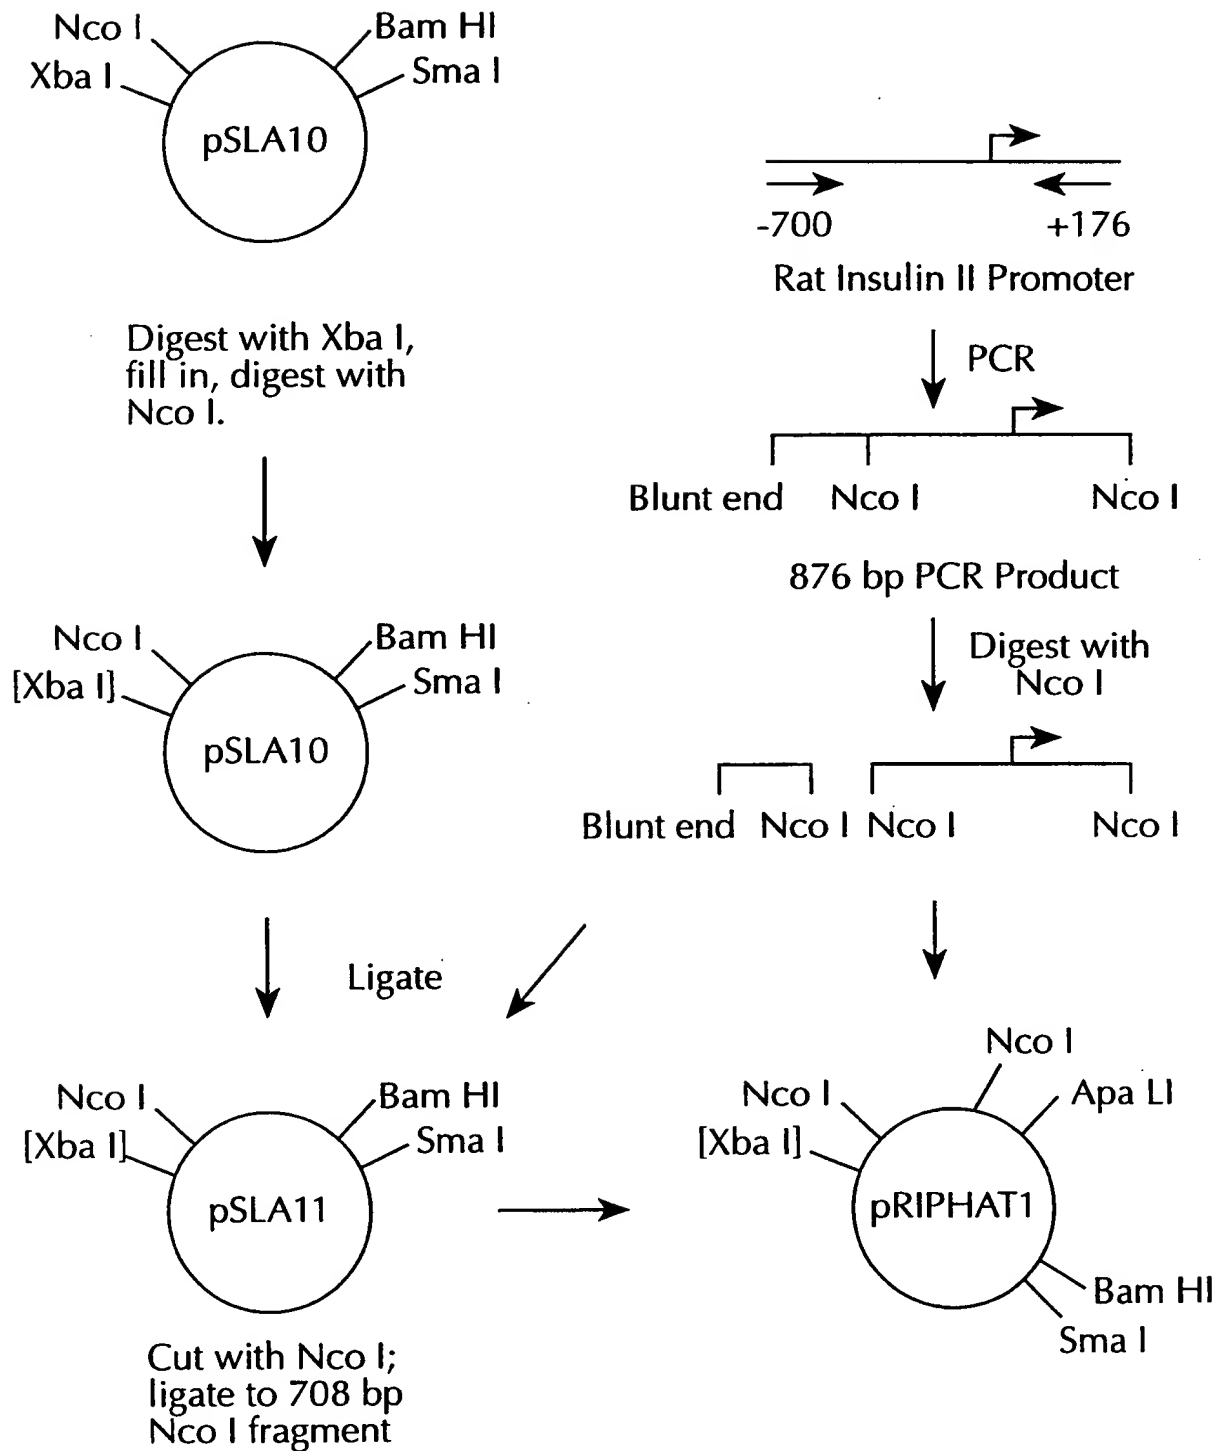 Nco I
Xba I
Bam HI
Sma I
pSLA10
Digest with Xba I,
fill in, digest with
Nco I.
-700
+176
Rat Insulin II Promoter
PCR
Blunt end
Nco I
Nco I
876 bp PCR Product
Digest with
Nco I
Nco I
[Xba I]
Bam HI
Sma I
pSLA10
Blunt end
Nco I
Nco I
Nco I
Ligate
Nco I
[Xba I]
Bam HI
Sma I
pSLA11
Cut with Nco I;
ligate to 708 bp
Nco I fragment
Nco I
Nco I
Apa LI
[Xba I]
pRIPHAT1
Bam HI
Sma I